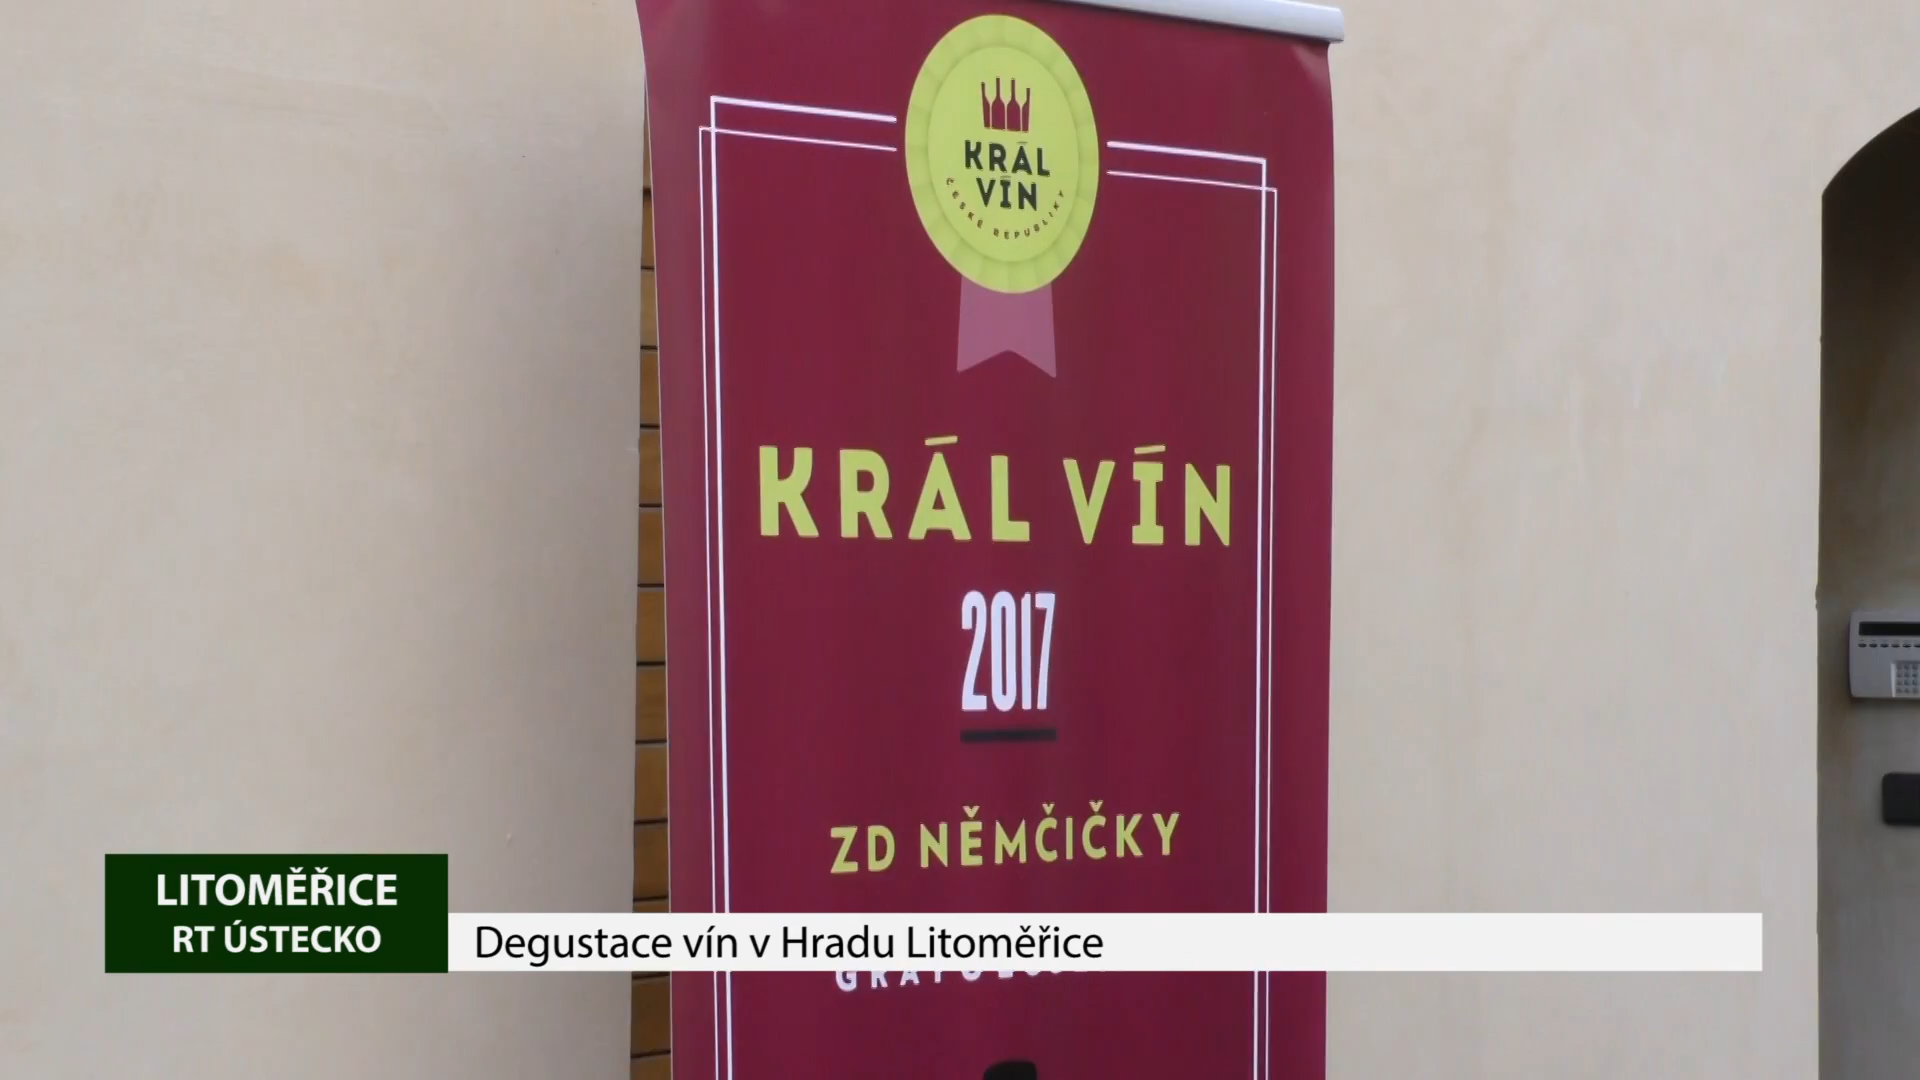 KRÁL
VÍN
ČESKÉ REPUBLIKY
KRÁL VÍN
2017
ZD NĚMČIČKY
LITOMĚŘICE
RT ÚSTECKO
Degustace vín v Hradu Litoměřice